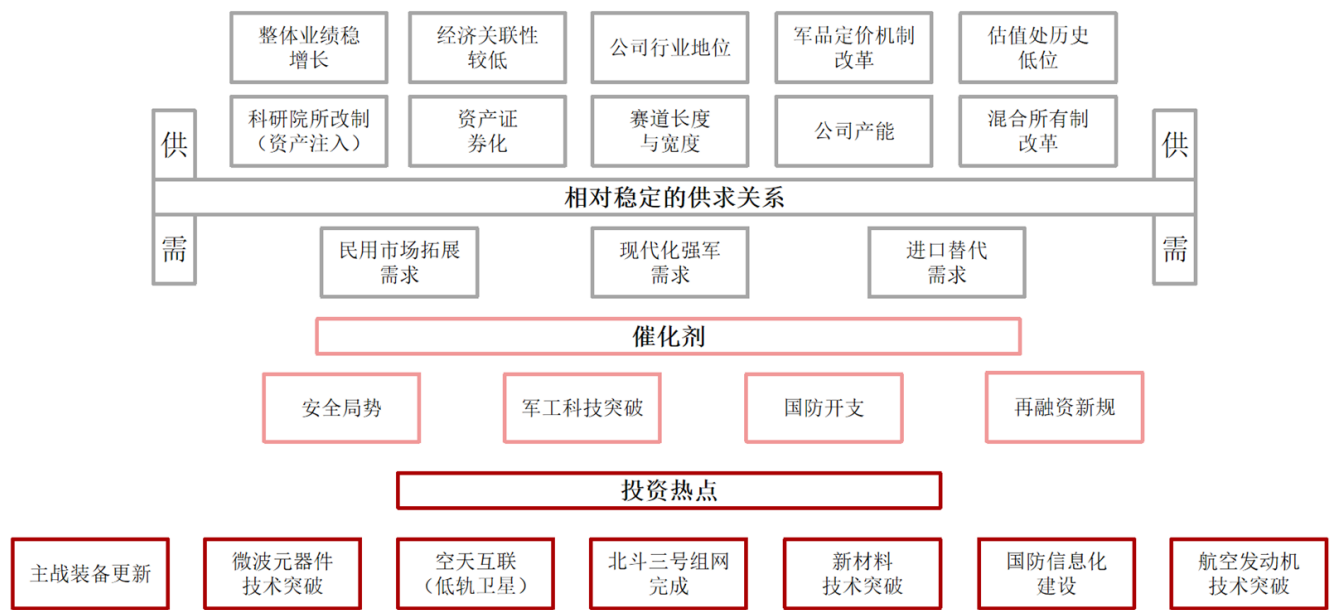 整体业绩稳
增长
经济关联性
较低
公司行业地位
军品定价机制
改革
估值处历史
低位
供
科研院所改制
（资产注入）
资产证
券化
赛道长度
与宽度
公司产能
混合所有制
改革
供
相对稳定的供求关系
需
民用市场拓展
需求
现代化强军
需求
进口替代
需求
需
催化剂
安全局势
军工科技突破
国防开支
再融资新规
投资热点
主战装备更新
微波元器件
技术突破
空天互联
（低轨卫星）
北斗三号组网
完成
新材料
技术突破
国防信息化
建设
航空发动机
技术突破